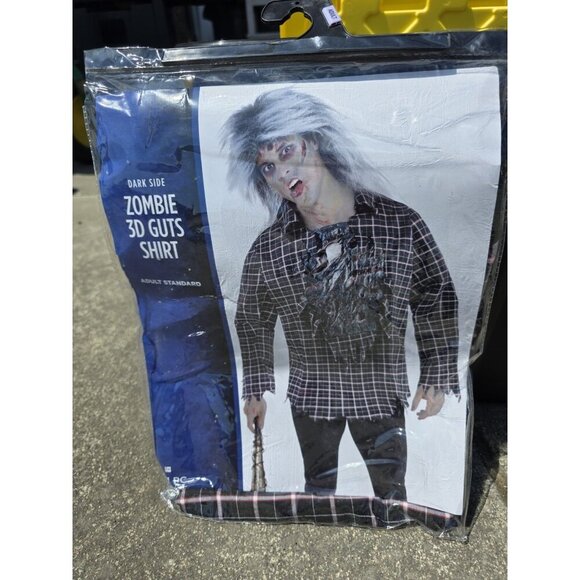 DARK SIDE
ZOMBIE
3D GUTS
SHIRT
ADULT STANDARD